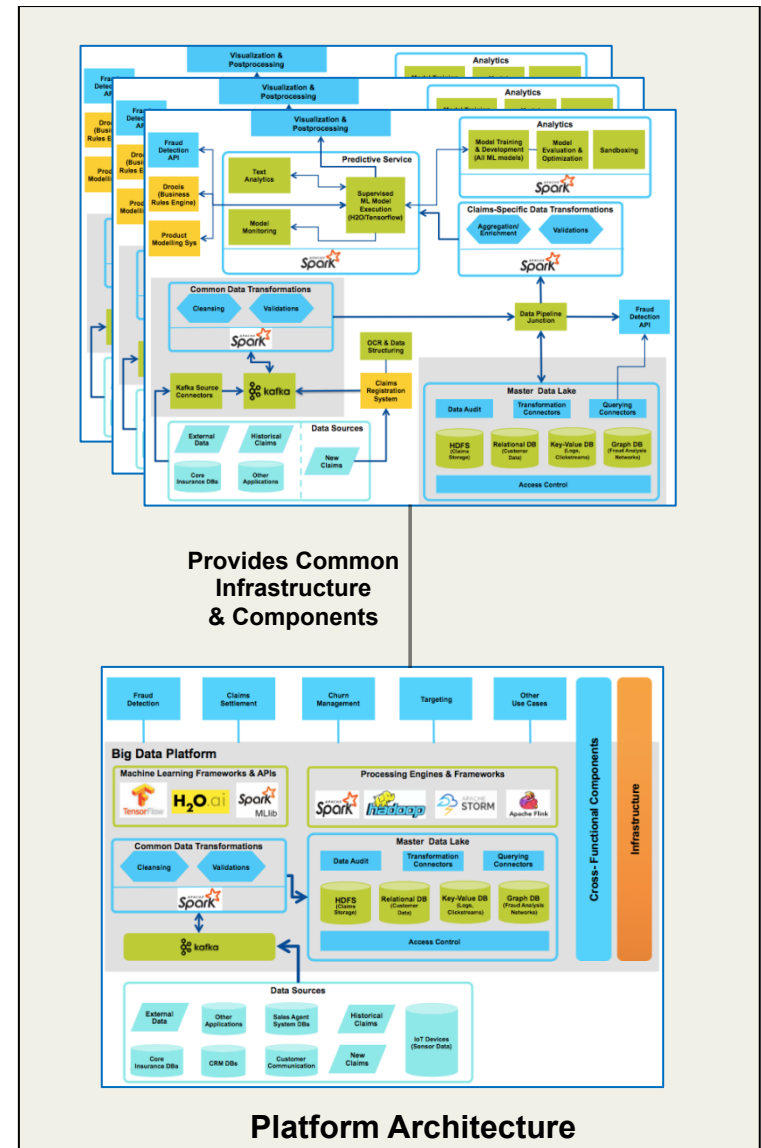 Visualization &
Postprocessing
Analytics
Visualization &
Postprocessing
Analytics
Visualization &
Postprocessing
Fraud
Detection
API
Drools
(Business
Rules Engine)
Product
Modelling Sys
Predictive Service
Text
Analytics
Model
Monitoring
Supervised
ML Model
Execution
(H2O/Tensorflow)
APACHE
Spark
Analytics
Model Training
& Development
(All ML models)
Model
Evaluation &
Optimization
Sandboxing
APACHE
Spark
Claims-Specific Data Transformations
Aggregation/
Enrichment
Validations
APACHE
Spark
Common Data Transformations
Cleansing
Validations
APACHE
Spark
Data Pipeline
Junction
Fraud
Detection
API
OCR & Data
Structuring
Kafka Source
Connectors
kafka
Claims
Registration
System
Data Sources
External
Data
Historical
Claims
New
Claims
Core
Insurance DBs
Other
Applications
Master Data Lake
Data Audit
Transformation
Connectors
Querying
Connectors
HDFS
(Claims
Storage)
Relational DB
(Customer
Data)
Key-Value DB
(Logs,
Clickstreams)
Graph DB
(Fraud Analysis
Networks)
Access Control
Provides Common
Infrastructure
& Components
Fraud
Detection
Claims
Settlement
Churn
Management
Targeting
Other
Use Cases
Big Data Platform
Machine Learning Frameworks & APIs
TensorFlow
H2O.ai
Spark
MLlib
Processing Engines & Frameworks
APACHE
Spark
hadoop
APACHE
STORM
Apache Flink
Common Data Transformations
Cleansing
Validations
APACHE
Spark
kafka
Master Data Lake
Data Audit
Transformation
Connectors
Querying
Connectors
HDFS
(Claims
Storage)
Relational DB
(Customer
Data)
Key-Value DB
(Logs,
Clickstreams)
Graph DB
(Fraud Analysis
Networks)
Access Control
Cross- Functional Components
Infrastructure
Data Sources
External
Data
Other
Applications
Sales Agent
System DBs
Historical
Claims
IoT Devices
(Sensor Data)
Core
Insurance DBs
CRM DBs
Customer
Communication
New
Claims
Platform Architecture